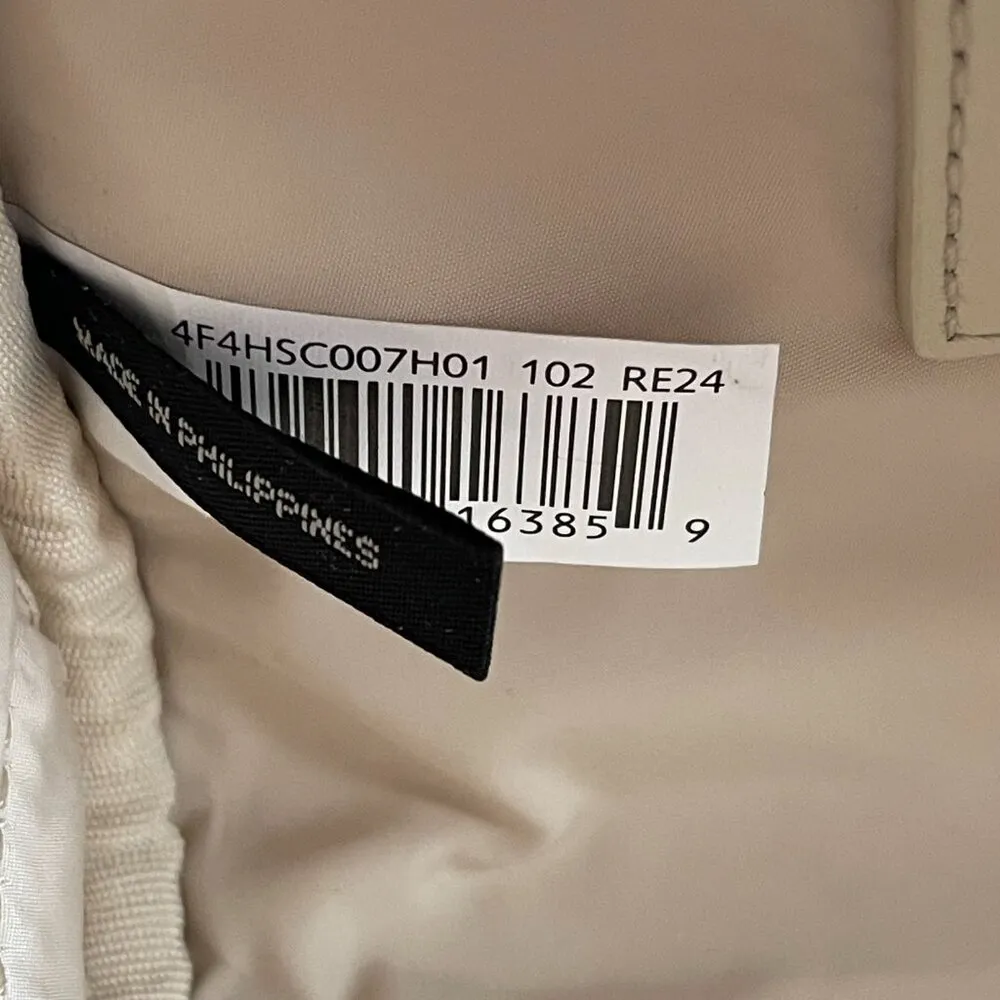 4F4HSC007H01 102 RE24
16385 9
MADE IN PHILIPPINES